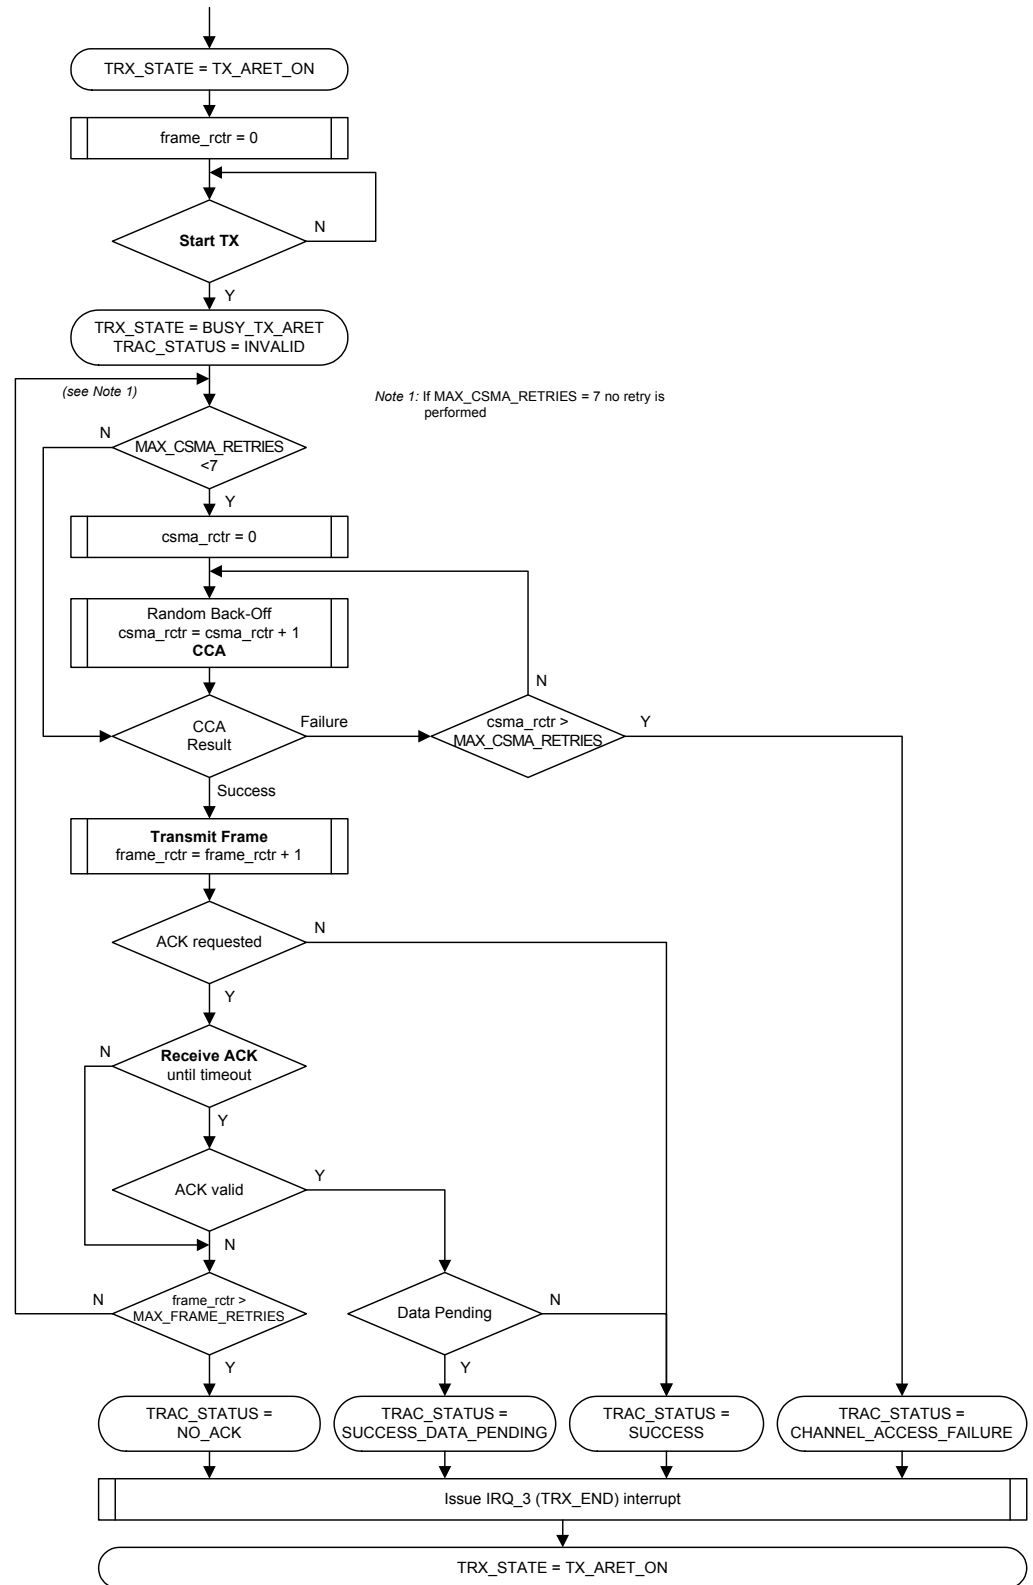 TRX_STATE = TX_ARET_ON
frame_rctr = 0
N
Start TX
Y
TRX_STATE = BUSY_TX_ARET
TRAC_STATUS = INVALID
(see Note 1)
Note 1: If MAX_CSMA_RETRIES = 7 no retry is
performed
N
MAX_CSMA_RETRIES
<7
Y
csma_rctr = 0
Random Back-Off
csma_rctr = csma_rctr + 1
CCA
N
CCA
Result
Failure
csma_rctr >
MAX_CSMA_RETRIES
Y
Success
Transmit Frame
frame_rctr = frame_rctr + 1
ACK requested
N
Y
N
Receive ACK
until timeout
Y
ACK valid
Y
N
N
frame_rctr >
MAX_FRAME_RETRIES
Data Pending
N
Y
Y
TRAC_STATUS =
NO_ACK
TRAC_STATUS =
SUCCESS_DATA_PENDING
TRAC_STATUS =
SUCCESS
TRAC_STATUS =
CHANNEL_ACCESS_FAILURE
Issue IRQ_3 (TRX_END) interrupt
TRX_STATE = TX_ARET_ON